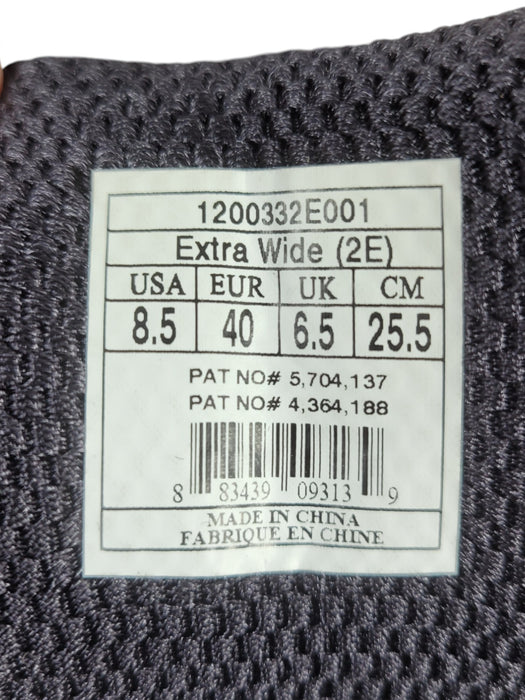 1200332E001
Extra Wide (2E)
USA EUR UK CM
8.5 40 6.5 25.5
PAT NO# 5,704,137
PAT NO# 4,364,188
8 83439 09313 9
MADE IN CHINA
FABRIQUE EN CHINE